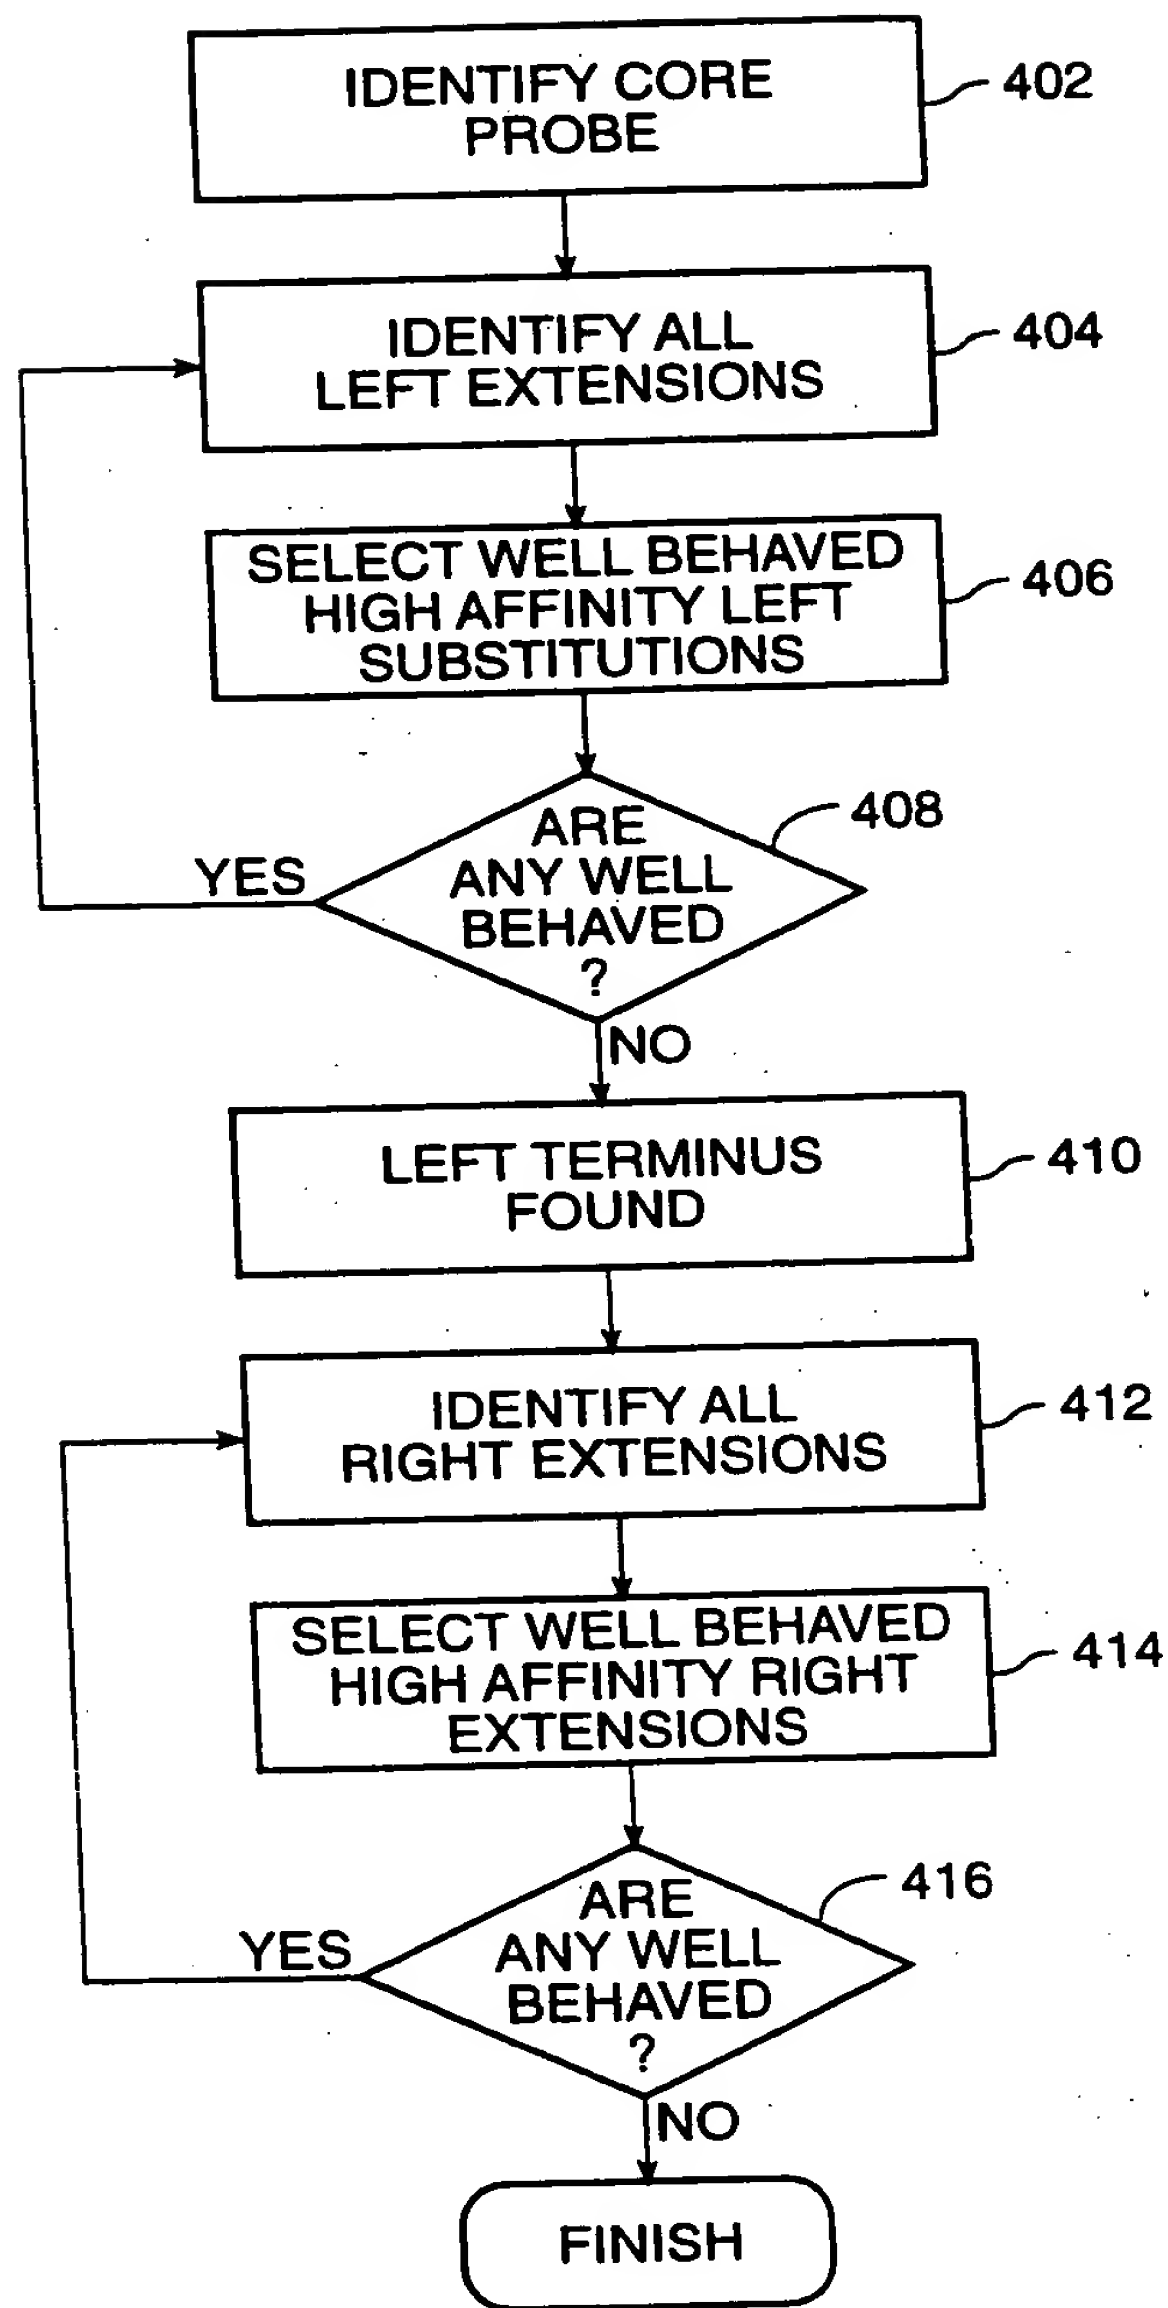 IDENTIFY CORE
PROBE
402
IDENTIFY ALL
LEFT EXTENSIONS
404
SELECT WELL BEHAVED
HIGH AFFINITY LEFT
SUBSTITUTIONS
406
ARE
ANY WELL
BEHAVED
?
408
YES
NO
LEFT TERMINUS
FOUND
410
IDENTIFY ALL
RIGHT EXTENSIONS
412
SELECT WELL BEHAVED
HIGH AFFINITY RIGHT
EXTENSIONS
414
ARE
ANY WELL
BEHAVED
?
416
YES
NO
FINISH